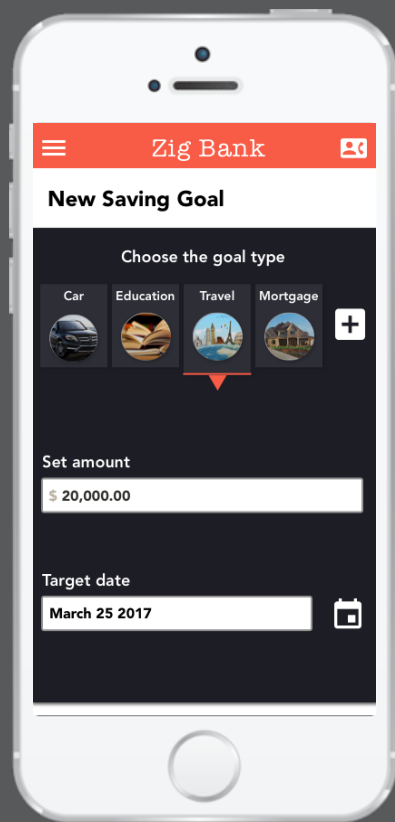 Zig Bank
New Saving Goal
Choose the goal type
Car Education Travel Mortgage
Set amount
$ 20,000.00
Target date
March 25 2017